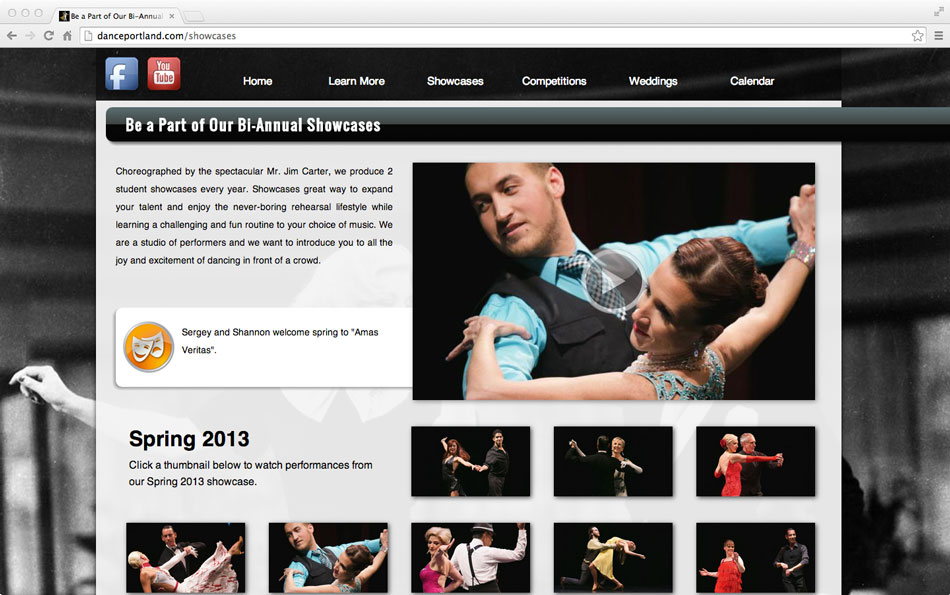 Be a Part of Our Bi-Annual
danceportland.com/showcases
f
You
Tube
Home
Learn More
Showcases
Competitions
Weddings
Calendar
Be a Part of Our Bi-Annual Showcases
Choreographed by the spectacular Mr. Jim Carter, we produce 2
student showcases every year. Showcases great way to expand
your talent and enjoy the never-boring rehearsal lifestyle while
learning a challenging and fun routine to your choice of music. We
are a studio of performers and we want to introduce you to all the
joy and excitement of dancing in front of a crowd.
Sergey and Shannon welcome spring to "Amas
Veritas".
Spring 2013
Click a thumbnail below to watch performances from
our Spring 2013 showcase.